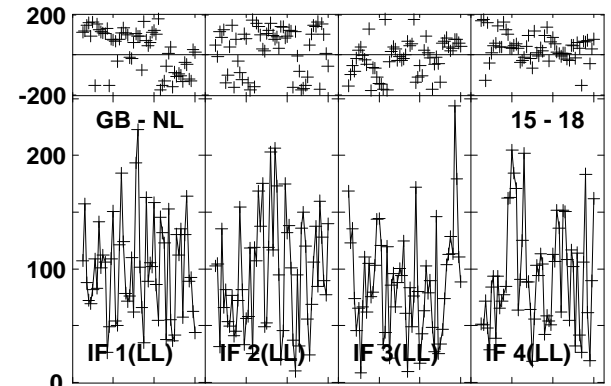 200
-200
GB - NL
15 - 18
200
100
IF 1(LL)
IF 2(LL)
IF 3(LL)
IF 4(LL)
0